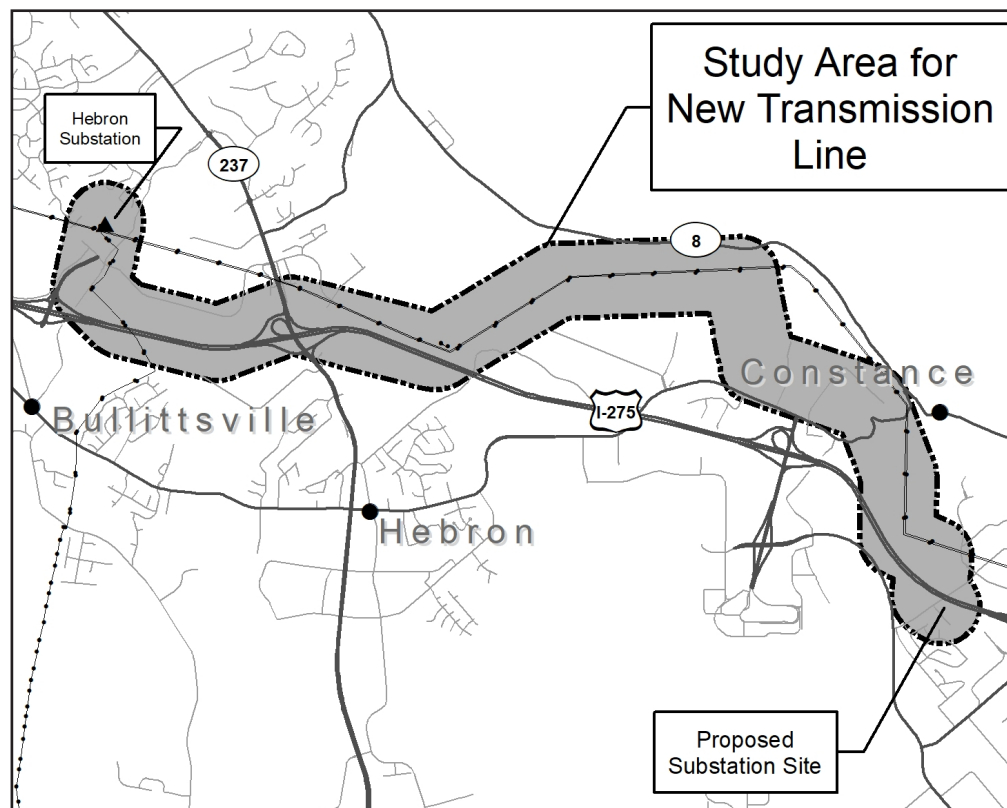 Study Area for
New Transmission
Line
Hebron
Substation
237
8
Constance
I-275
Bullittsville
Hebron
Proposed
Substation Site